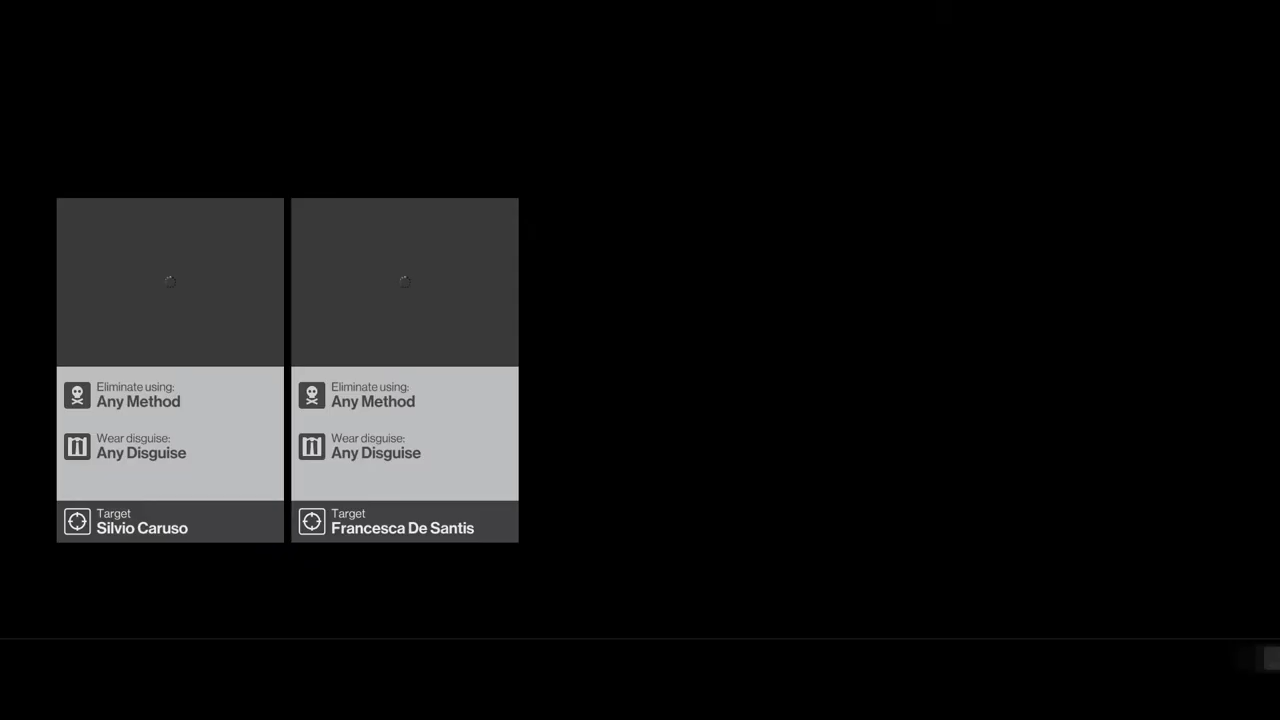 Eliminate using:
Any Method
Wear disguise:
Any Disguise
Target
Silvio Caruso
Eliminate using:
Any Method
Wear disguise:
Any Disguise
Target
Francesca De Santis